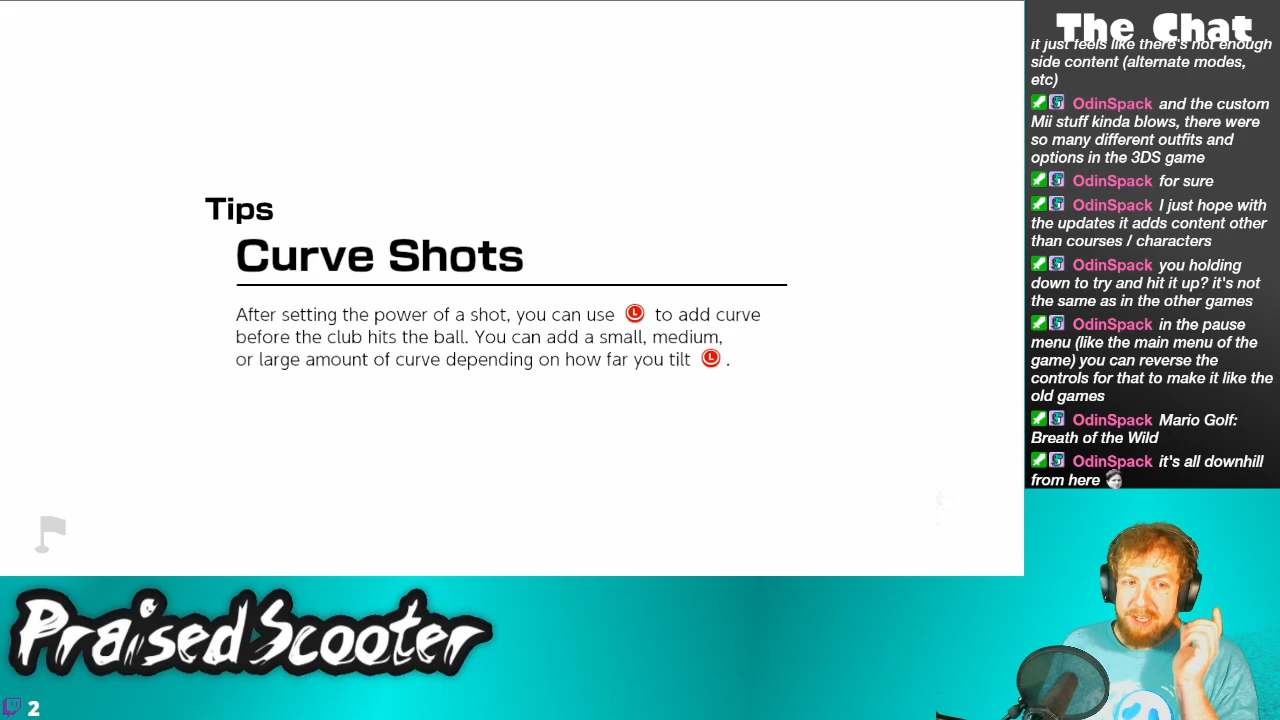 Tips
Curve Shots
After setting the power of a shot, you can use L to add curve
before the club hits the ball. You can add a small, medium,
or large amount of curve depending on how far you tilt L .
The Chat
it just feels like there's not enough
side content (alternate modes,
etc)
OdinSpack and the custom
Mii stuff kinda blows, there were
so many different outfits and
options in the 3DS game
OdinSpack for sure
OdinSpack I just hope with
the updates it adds content other
than courses / characters
OdinSpack you holding
down to try and hit it up? it's not
the same as in the other games
OdinSpack in the pause
menu (like the main menu of the
game) you can reverse the
controls for that to make it like the
old games
OdinSpack Mario Golf:
Breath of the Wild
OdinSpack it's all downhill
from here
PraisedScooter
2